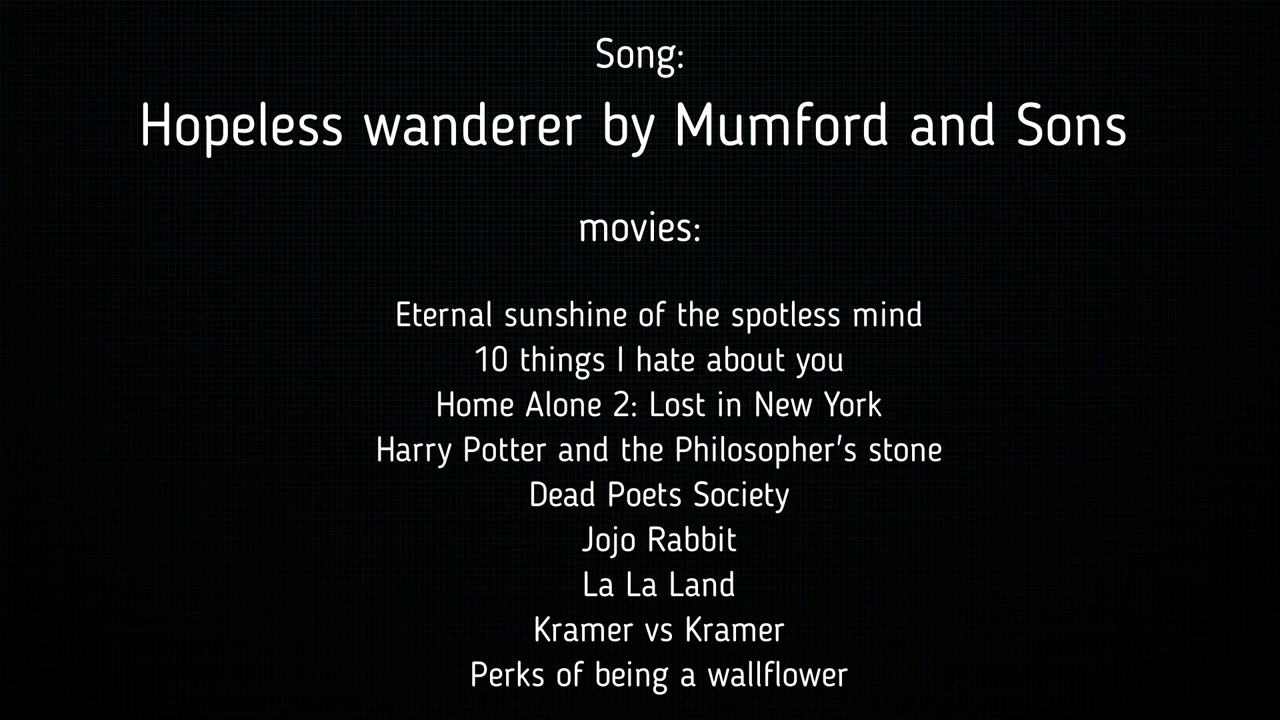 Song:
Hopeless wanderer by Mumford and Sons
movies:
Eternal sunshine of the spotless mind
10 things I hate about you
Home Alone 2: Lost in New York
Harry Potter and the Philosopher's stone
Dead Poets Society
Jojo Rabbit
La La Land
Kramer vs Kramer
Perks of being a wallflower